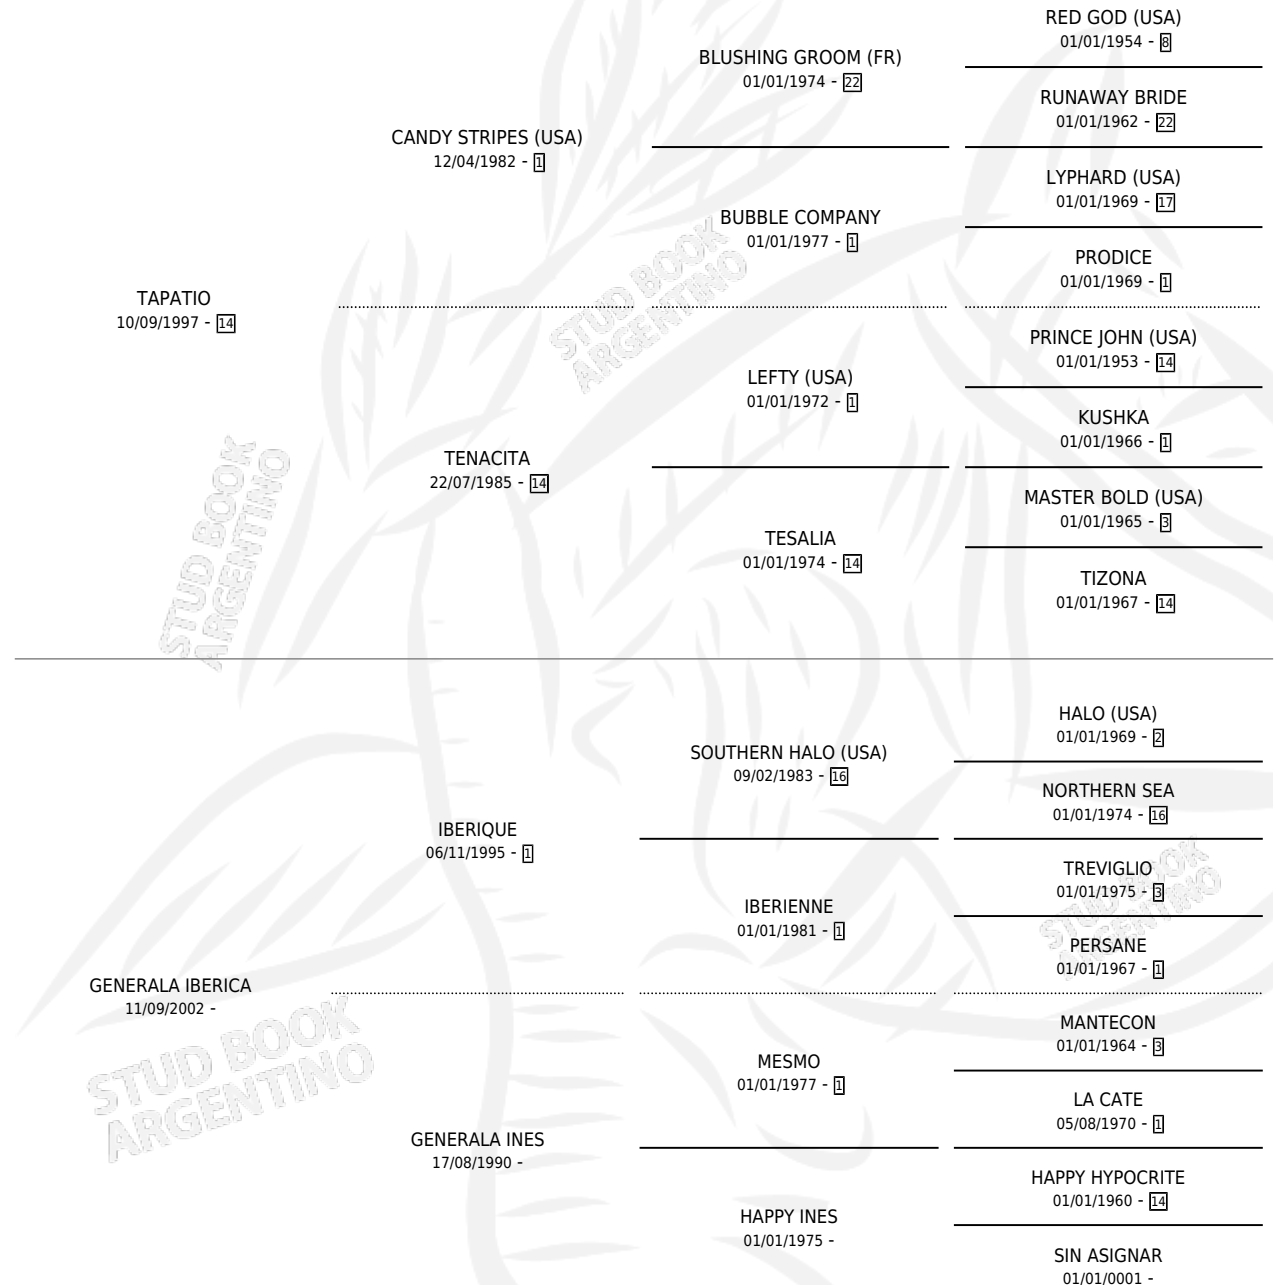 RED GOD (USA)
01/01/1954 - 8
BLUSHING GROOM (FR)
01/01/1974 - 22
RUNAWAY BRIDE
01/01/1962 - 22
CANDY STRIPES (USA)
12/04/1982 - 1
LYPHARD (USA)
01/01/1969 - 17
BUBBLE COMPANY
01/01/1977 - 1
PRODICE
01/01/1969 - 1
TAPATIO
10/09/1997 - 14
STUD BOOK
ARGENTINO
PRINCE JOHN (USA)
01/01/1953 - 14
LEFTY (USA)
01/01/1972 - 1
KUSHKA
01/01/1966 - 1
TENACITA
22/07/1985 - 14
MASTER BOLD (USA)
01/01/1965 - 3
TESALIA
01/01/1974 - 14
TIZONA
01/01/1967 - 14
STUD BOOK
ARGENTINO
HALO (USA)
01/01/1969 - 2
SOUTHERN HALO (USA)
09/02/1983 - 16
NORTHERN SEA
01/01/1974 - 16
IBERIQUE
06/11/1995 - 1
TREVIGLIO
01/01/1975 - 3
STUD BOOK
ARGENTINO
IBERIENNE
01/01/1981 - 1
PERSANE
01/01/1967 - 1
GENERALA IBERICA
11/09/2002 -
STUD BOOK
ARGENTINO
MANTECON
01/01/1964 - 3
MESMO
01/01/1977 - 1
LA CATE
05/08/1970 - 1
GENERALA INES
17/08/1990 -
HAPPY HYPOCRITE
01/01/1960 - 14
HAPPY INES
01/01/1975 -
SIN ASIGNAR
01/01/0001 -